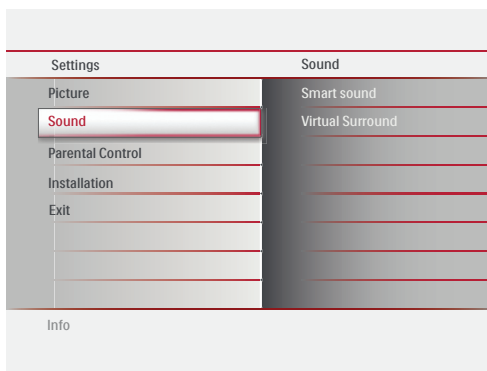 Settings
Sound
Picture
Sound
Parental Control
Installation
Exit
Smart sound
Virtual Surround
Info